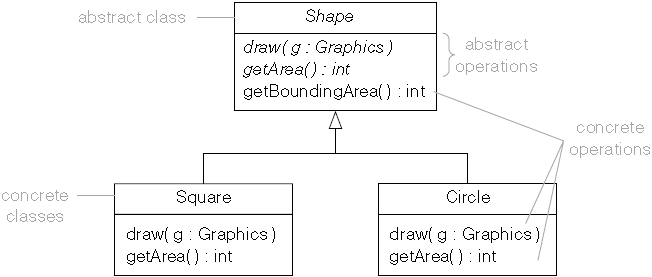 abstract class
Shape
draw( g : Graphics )
getArea( ) : int
getBoundingArea( ) : int
abstract
operations
concrete
operations
concrete
classes
Square
draw( g : Graphics )
getArea( ) : int
Circle
draw( g : Graphics )
getArea( ) : int